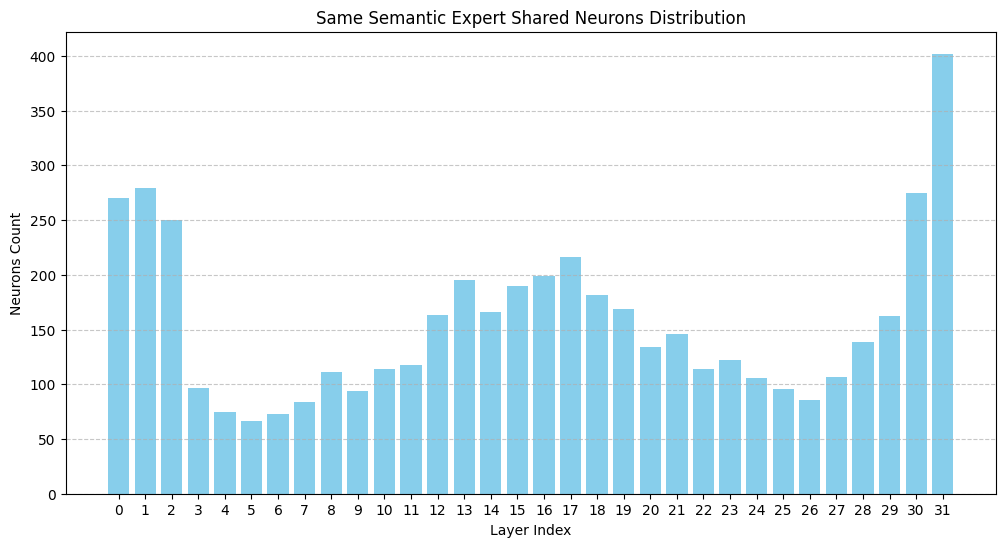 Same Semantic Expert Shared Neurons Distribution
Neurons Count
400
350
300
250
200
150
100
50
0
0 1 2 3 4 5 6 7 8 9 10 11 12 13 14 15 16 17 18 19 20 21 22 23 24 25 26 27 28 29 30 31
Layer Index